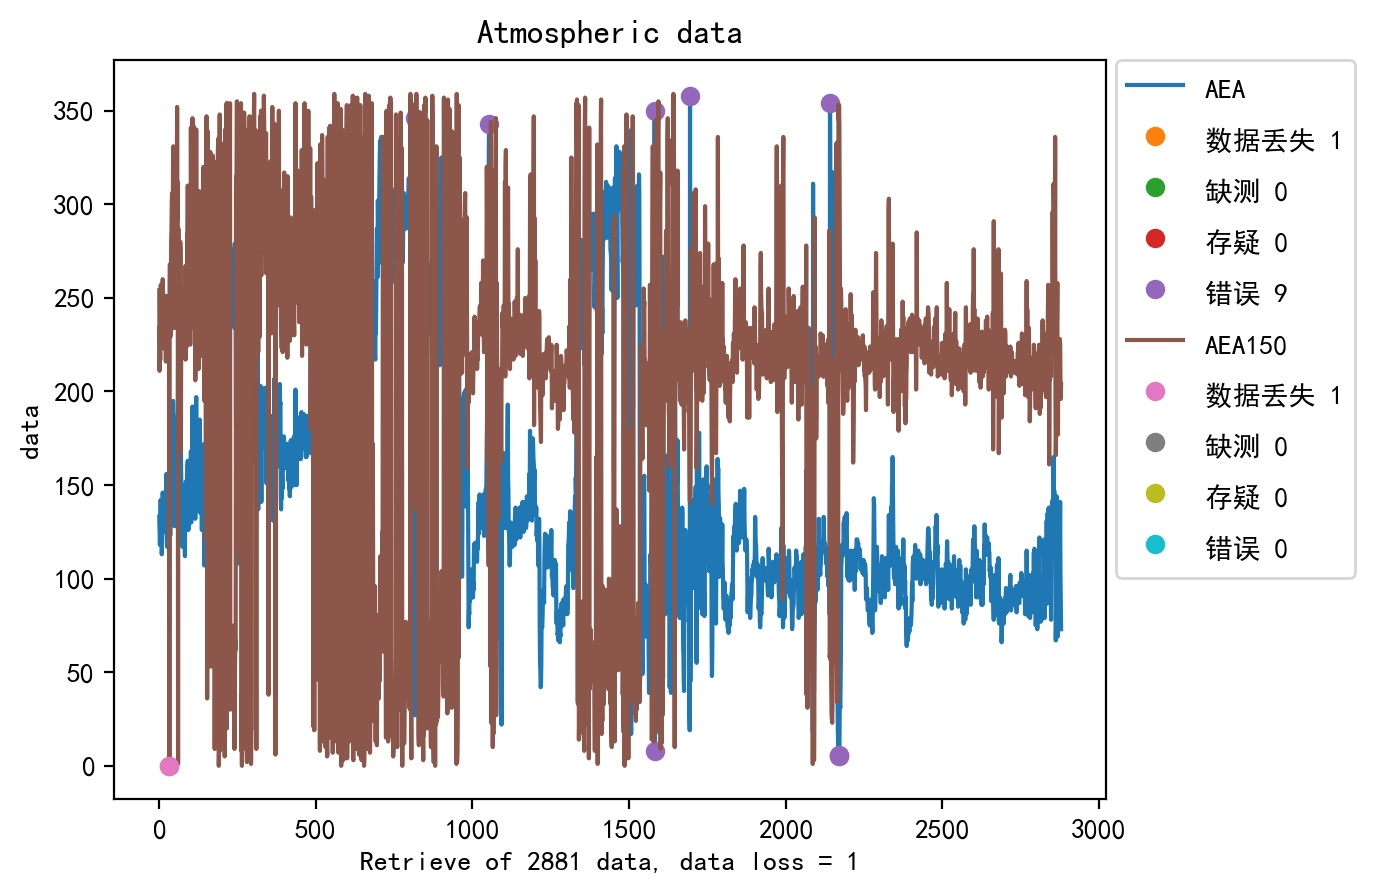 Atmospheric data
data
350
300
250
200
150
100
50
0
0 500 1000 1500 2000 2500 3000
Retrieve of 2881 data, data loss = 1
AEA
数据丢失 1
缺测 0
存疑 0
错误 9
AEA150
数据丢失 1
缺测 0
存疑 0
错误 0